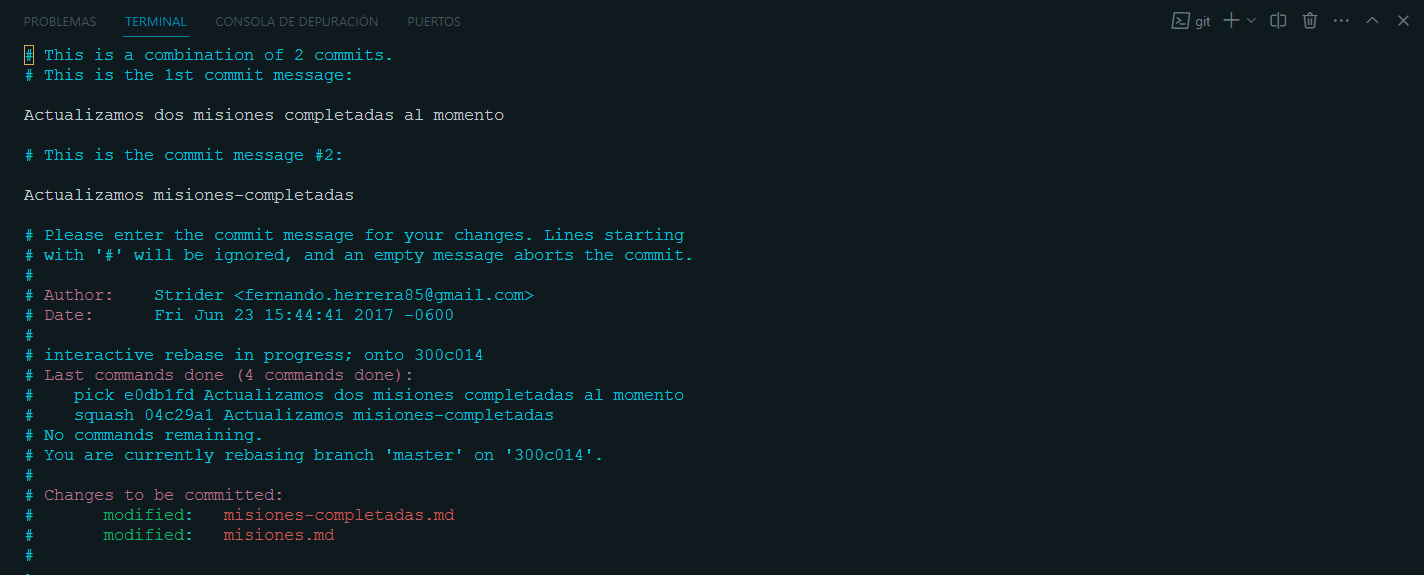 PROBLEMAS TERMINAL CONSOLA DE DEPURACIÓN PUERTOS git
# This is a combination of 2 commits.
# This is the 1st commit message:
Actualizamos dos misiones completadas al momento
# This is the commit message #2:
Actualizamos misiones-completadas
# Please enter the commit message for your changes. Lines starting
# with '#' will be ignored, and an empty message aborts the commit.
#
# Author:    Strider <fernando.herrera85@gmail.com>
# Date:      Fri Jun 23 15:44:41 2017 -0600
#
# interactive rebase in progress; onto 300c014
# Last commands done (4 commands done):
#    pick e0db1fd Actualizamos dos misiones completadas al momento
#    squash 04c29a1 Actualizamos misiones-completadas
# No commands remaining.
# You are currently rebasing branch 'master' on '300c014'.
#
# Changes to be committed:
#       modified:   misiones-completadas.md
#       modified:   misiones.md
#